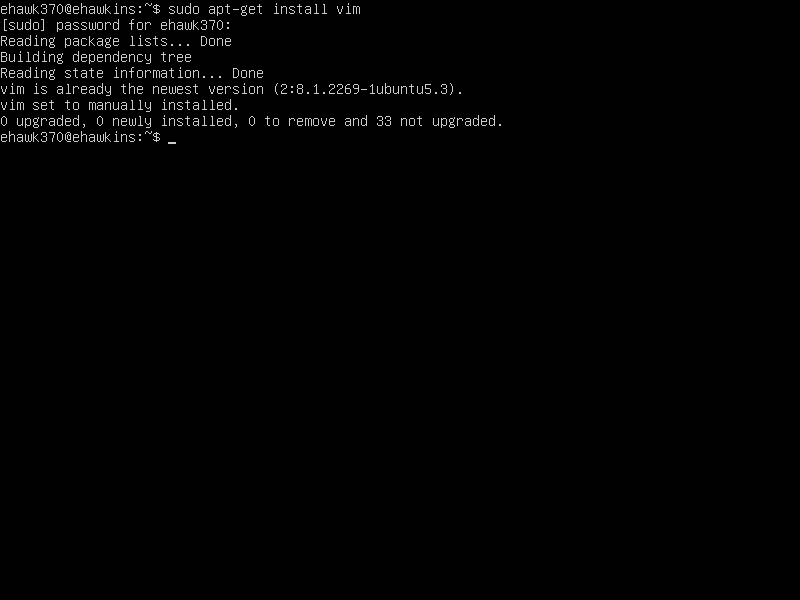 ehawk370@ehawkins:~$ sudo apt-get install vim
[sudo] password for ehawk370:
Reading package lists... Done
Building dependency tree
Reading state information... Done
vim is already the newest version (2:8.1.2269-1ubuntu5.3).
vim set to manually installed.
0 upgraded, 0 newly installed, 0 to remove and 33 not upgraded.
ehawk370@ehawkins:~$ _